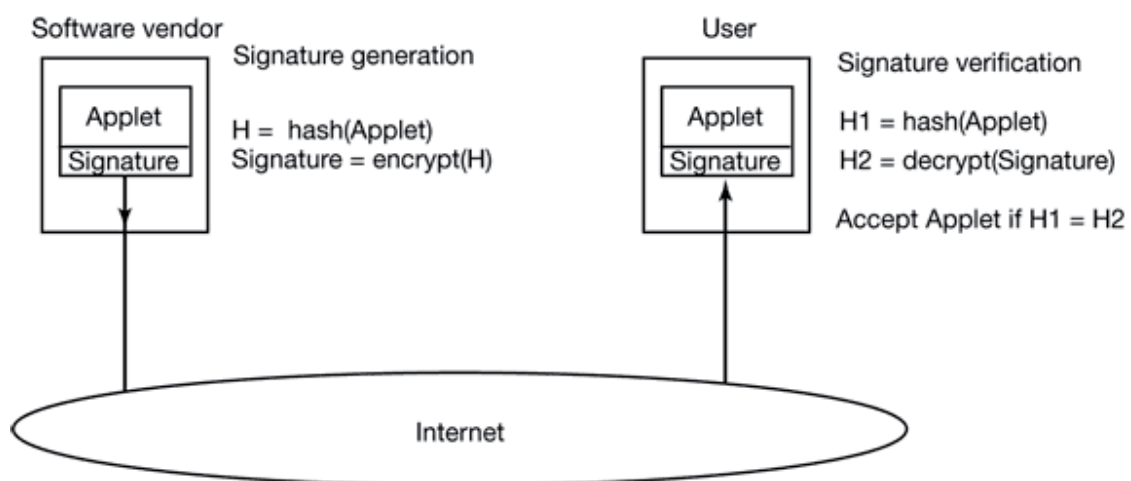 Software vendor
Signature generation
Applet
Signature
H = hash(Applet)
Signature = encrypt(H)
User
Signature verification
Applet
Signature
H1 = hash(Applet)
H2 = decrypt(Signature)
Accept Applet if H1 = H2
Internet